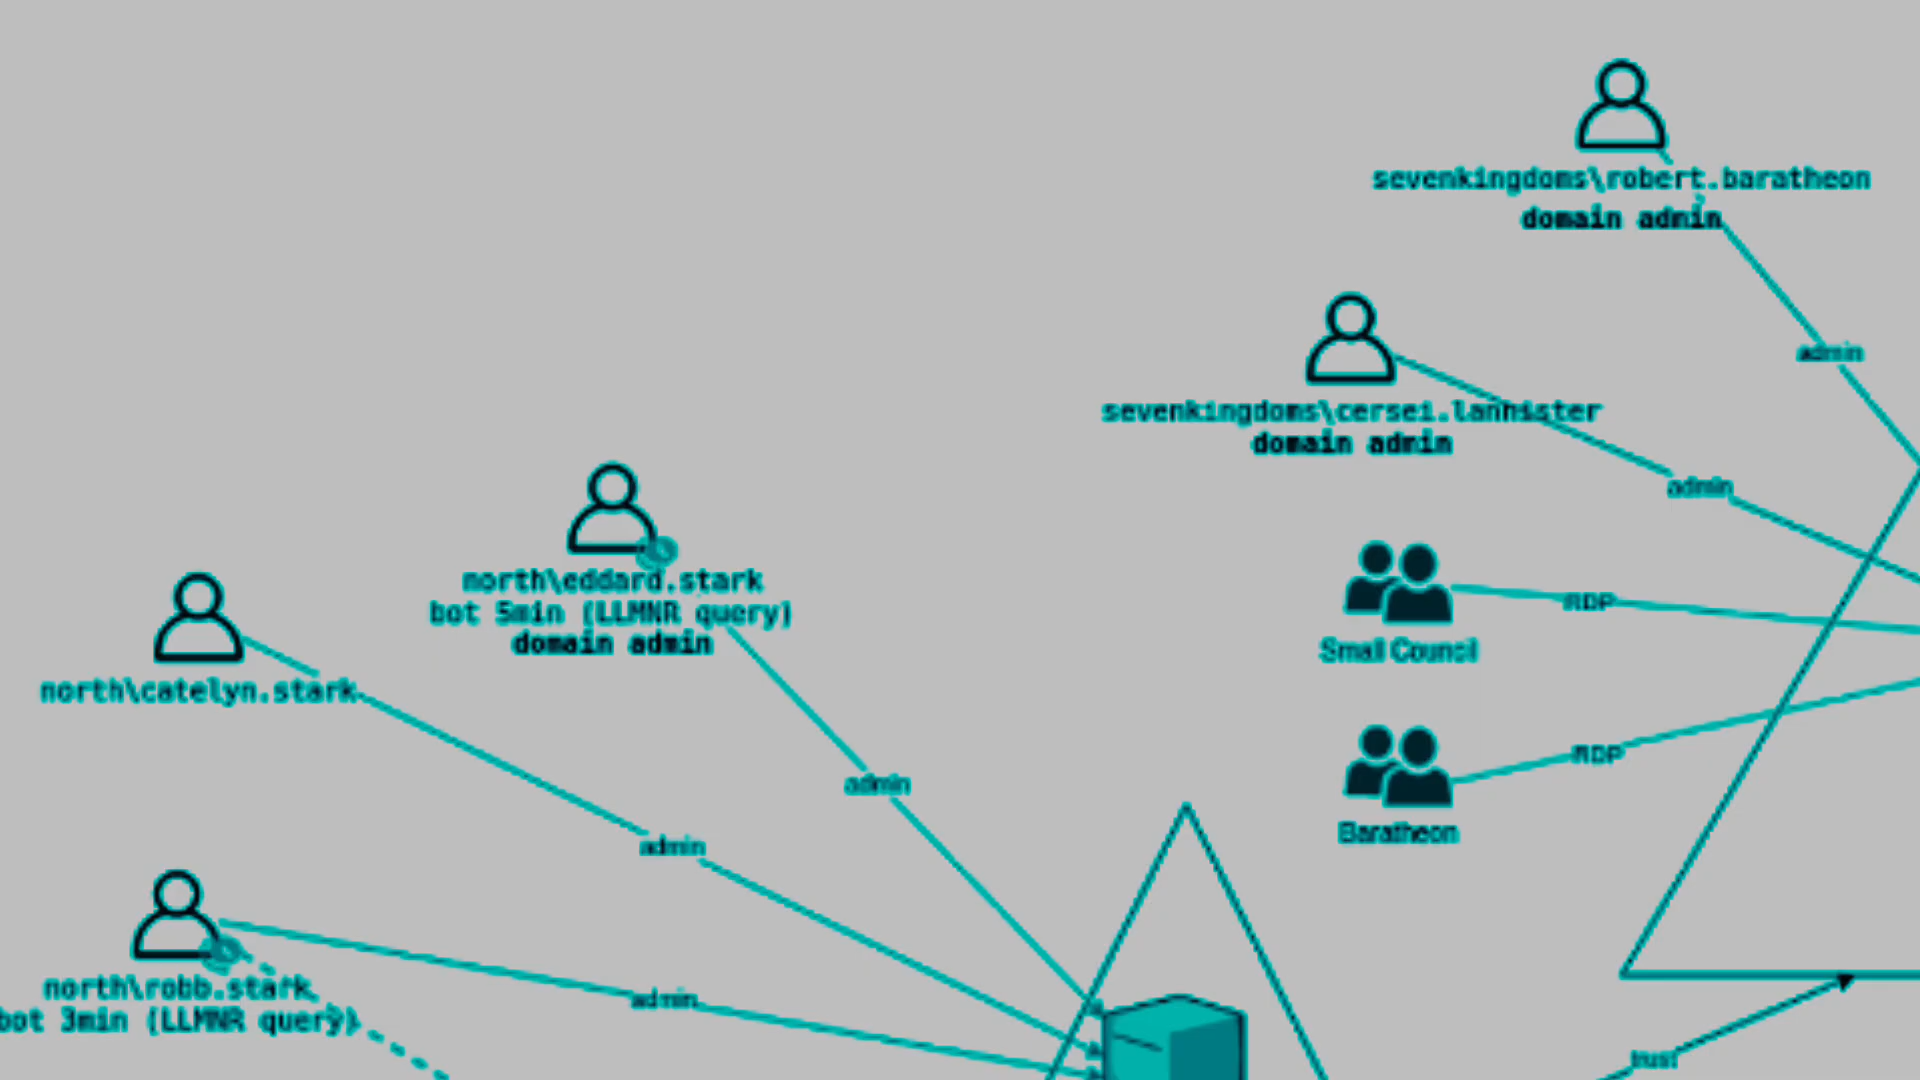 sevenkingdoms\robert.baratheon
domain admin
admin
sevenkingdoms\cersei.lannister
domain admin
admin
north\eddard.stark
bot 5min (LLMNR query)
domain admin
RDP
Small Council
north\catelyn.stark
admin
RDP
Baratheon
admin
north\robb.stark
bot 3min (LLMNR query)
admin
trust